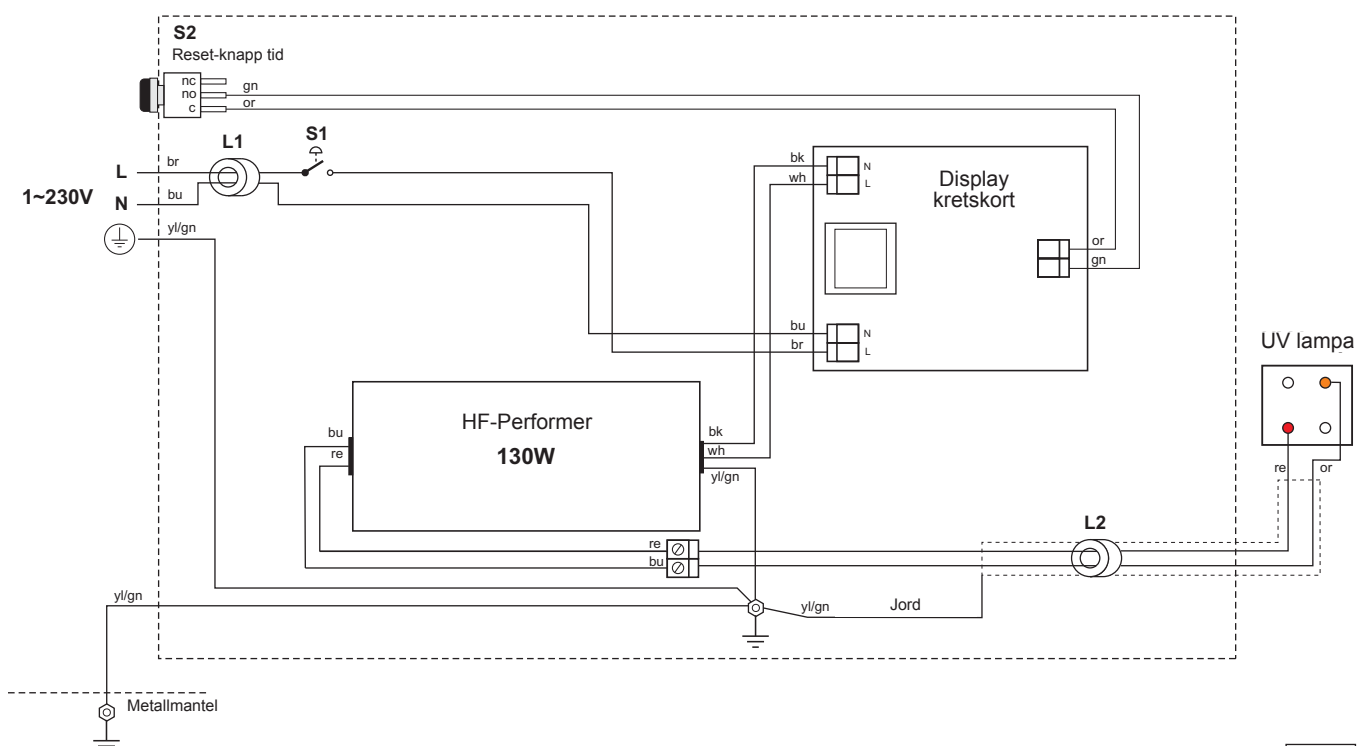 S2
Reset-knapp tid
nc
no
c
gn
or
L1
S1
L
br
1~230V
N
bu
yl/gn
bk
N
wh
L
Display
kretskort
or
gn
bu
N
br
L
UV lampa
HF-Performer
130W
bu
re
bk
wh
yl/gn
re
or
L2
re
bu
yl/gn
yl/gn
Jord
Metallmantel